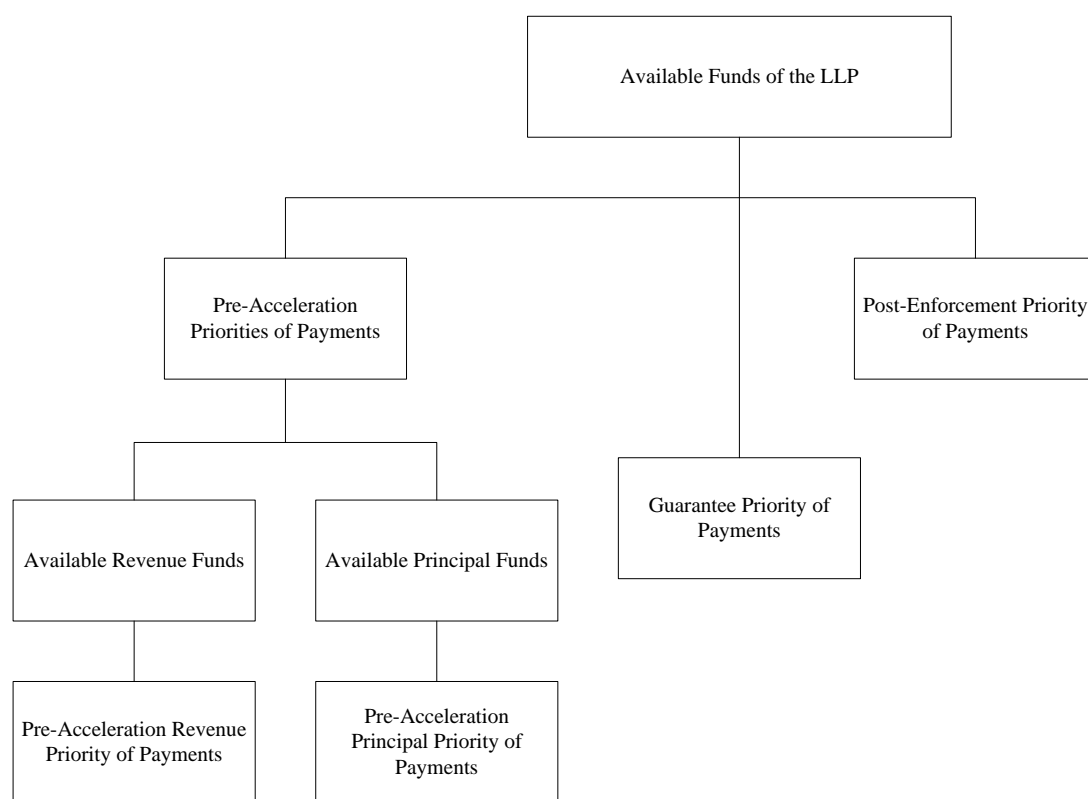 Available Funds of the LLP
Pre-Acceleration
Priorities of Payments
Post-Enforcement Priority
of Payments
Guarantee Priority of
Payments
Available Revenue Funds
Available Principal Funds
Pre-Acceleration Revenue
Priority of Payments
Pre-Acceleration
Principal Priority of
Payments